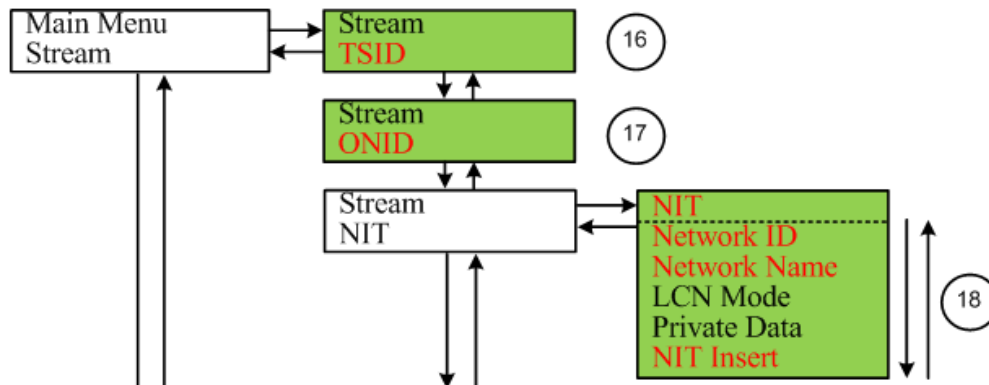 Main Menu
Stream
Stream
TSID
16
Stream
ONID
17
Stream
NIT
NIT
Network ID
Network Name
LCN Mode
Private Data
NIT Insert
18